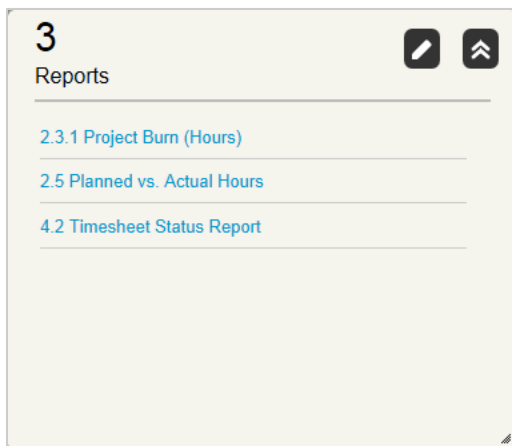 3
Reports
2.3.1 Project Burn (Hours)
2.5 Planned vs. Actual Hours
4.2 Timesheet Status Report